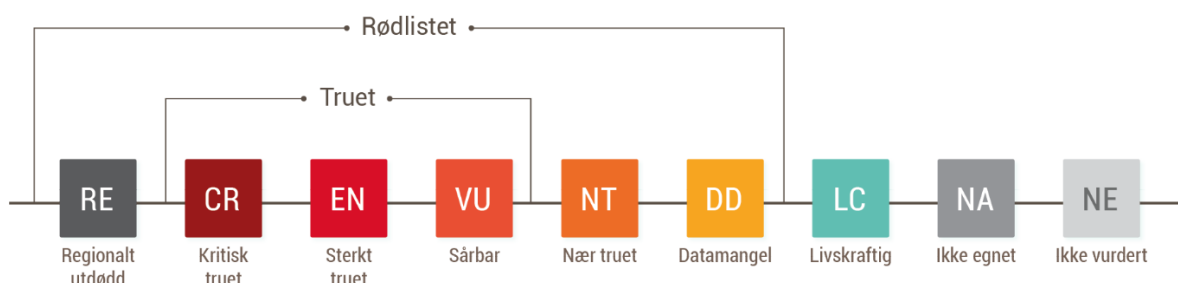 Rødlistet
Truet
RE
CR
EN
VU
NT
DD
LC
NA
NE
Regionalt
utdødd
Kritisk
truet
Sterkt
truet
Sårbar
Nær truet
Datamangel
Livskraftig
Ikke egnet
Ikke vurdert